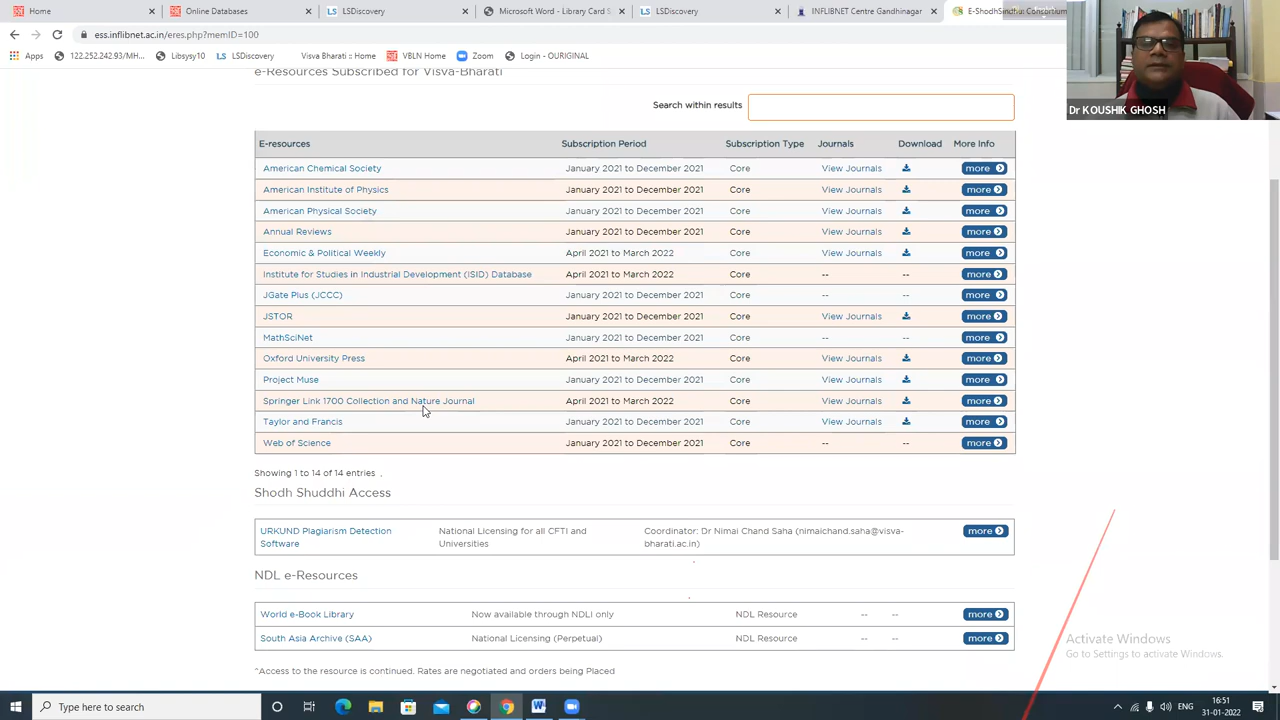 Home
Online Databases
LSDiscovery
Microsoft Word - Library Card S
LSDiscovery
INFLIBNET Centre Gandhinagar
E-ShodhSindhu: Consortium
ess.inflibnet.ac.in/eres.php?memID=100
Apps
122.252.242.93/MH...
Libsysy10
LSDiscovery
Visva Bharati :: Home
VBLN Home
Zoom
Login - OURIGINAL
e-Resources Subscribed for Visva-Bharati
Search within results
E-resources Subscription Period Subscription Type Journals Download More Info
American Chemical Society January 2021 to December 2021 Core View Journals more
American Institute of Physics January 2021 to December 2021 Core View Journals more
American Physical Society January 2021 to December 2021 Core View Journals more
Annual Reviews January 2021 to December 2021 Core View Journals more
Economic & Political Weekly April 2021 to March 2022 Core View Journals more
Institute for Studies in Industrial Development (ISID) Database April 2021 to March 2022 Core -- -- more
JGate Plus (JCCC) January 2021 to December 2021 Core -- -- more
JSTOR January 2021 to December 2021 Core View Journals more
MathSciNet January 2021 to December 2021 Core -- -- more
Oxford University Press April 2021 to March 2022 Core View Journals more
Project Muse January 2021 to December 2021 Core View Journals more
Springer Link 1700 Collection and Nature Journal April 2021 to March 2022 Core View Journals more
Taylor and Francis January 2021 to December 2021 Core View Journals more
Web of Science January 2021 to December 2021 Core -- -- more
Showing 1 to 14 of 14 entries
Shodh Shuddhi Access
URKUND Plagiarism Detection Software
National Licensing for all CFTI and Universities
Coordinator: Dr Nimai Chand Saha (nimaichand.saha@visva-bharati.ac.in)
more
NDL e-Resources
World e-Book Library Now available through NDLI only NDL Resource -- -- more
South Asia Archive (SAA) National Licensing (Perpetual) NDL Resource -- -- more
^Access to the resource is continued. Rates are negotiated and orders being Placed
Dr KOUSHIK GHOSH
Activate Windows
Go to Settings to activate Windows.
Type here to search
ENG
16:51
31-01-2022